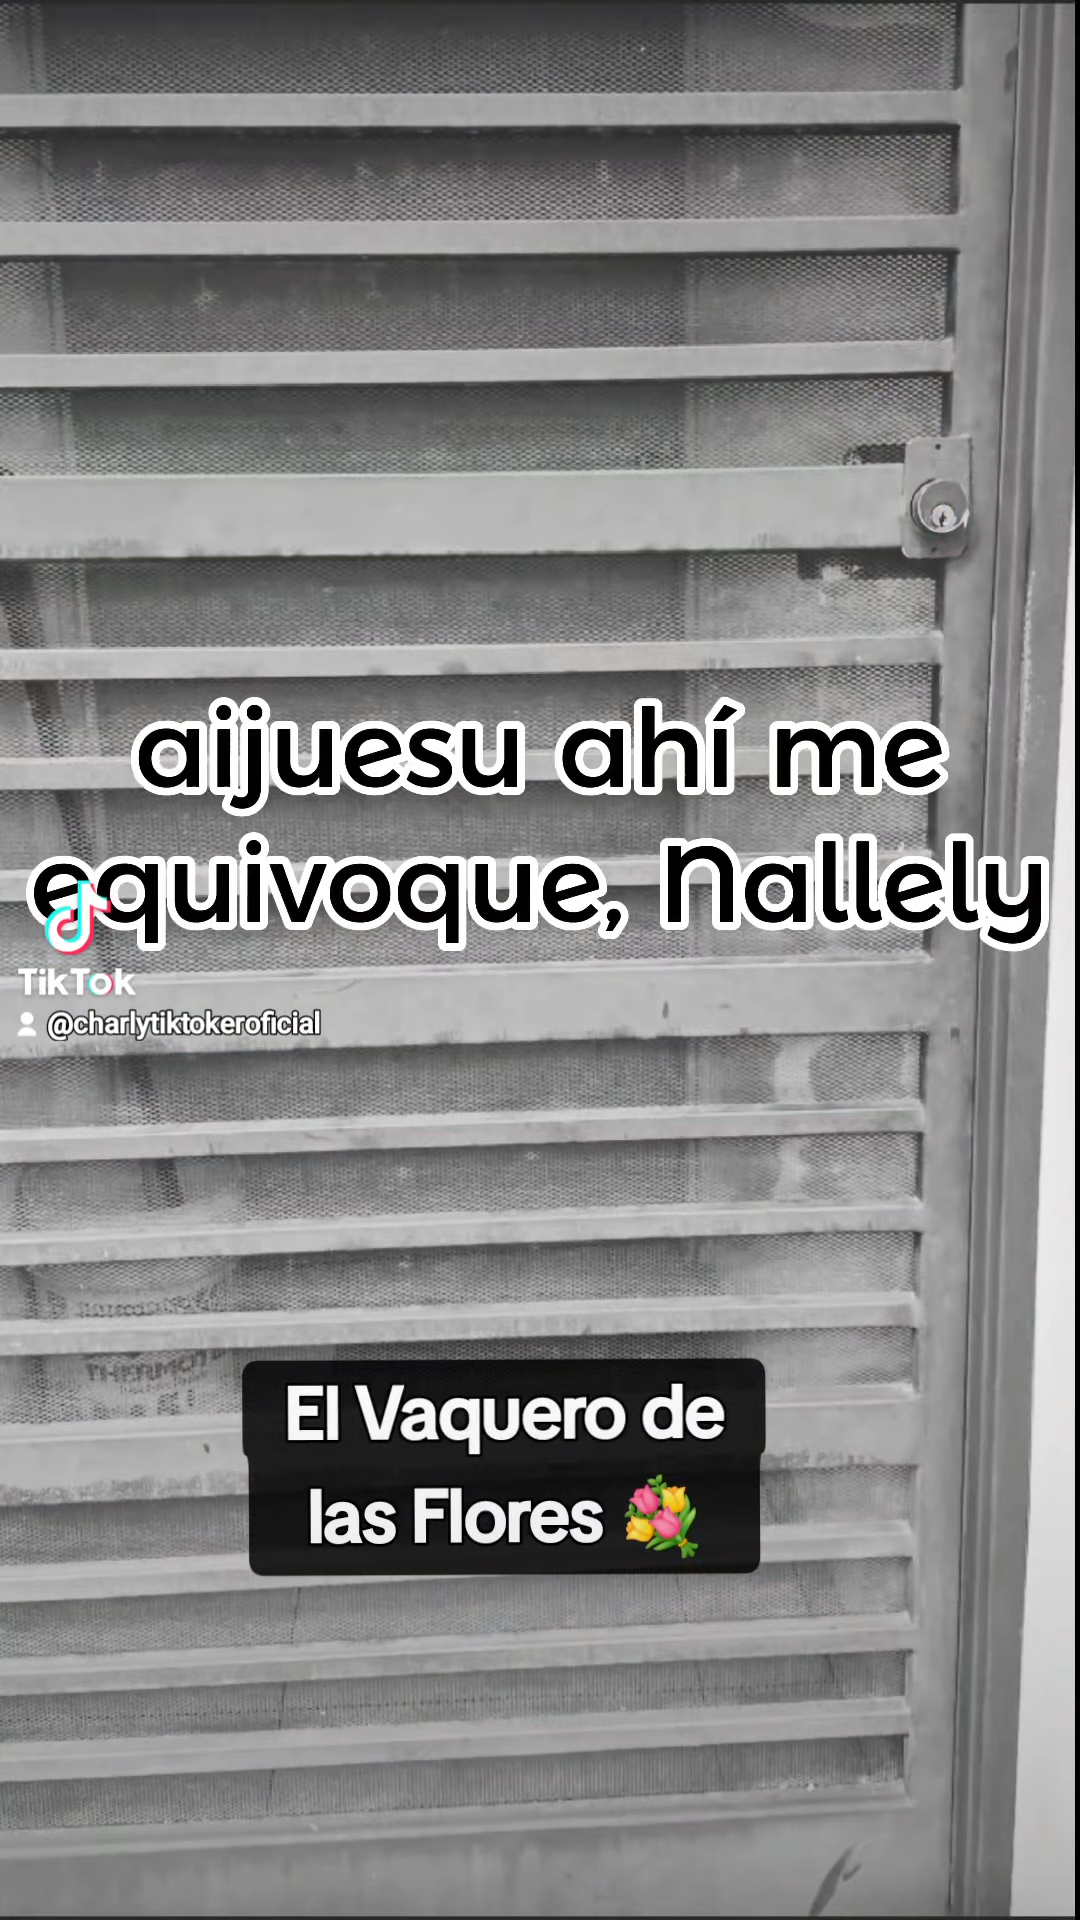 aijuesu ahí me
equivoque, Nallely
TikTok
@charlytiktokeroficial
El Vaquero de
las Flores 💐